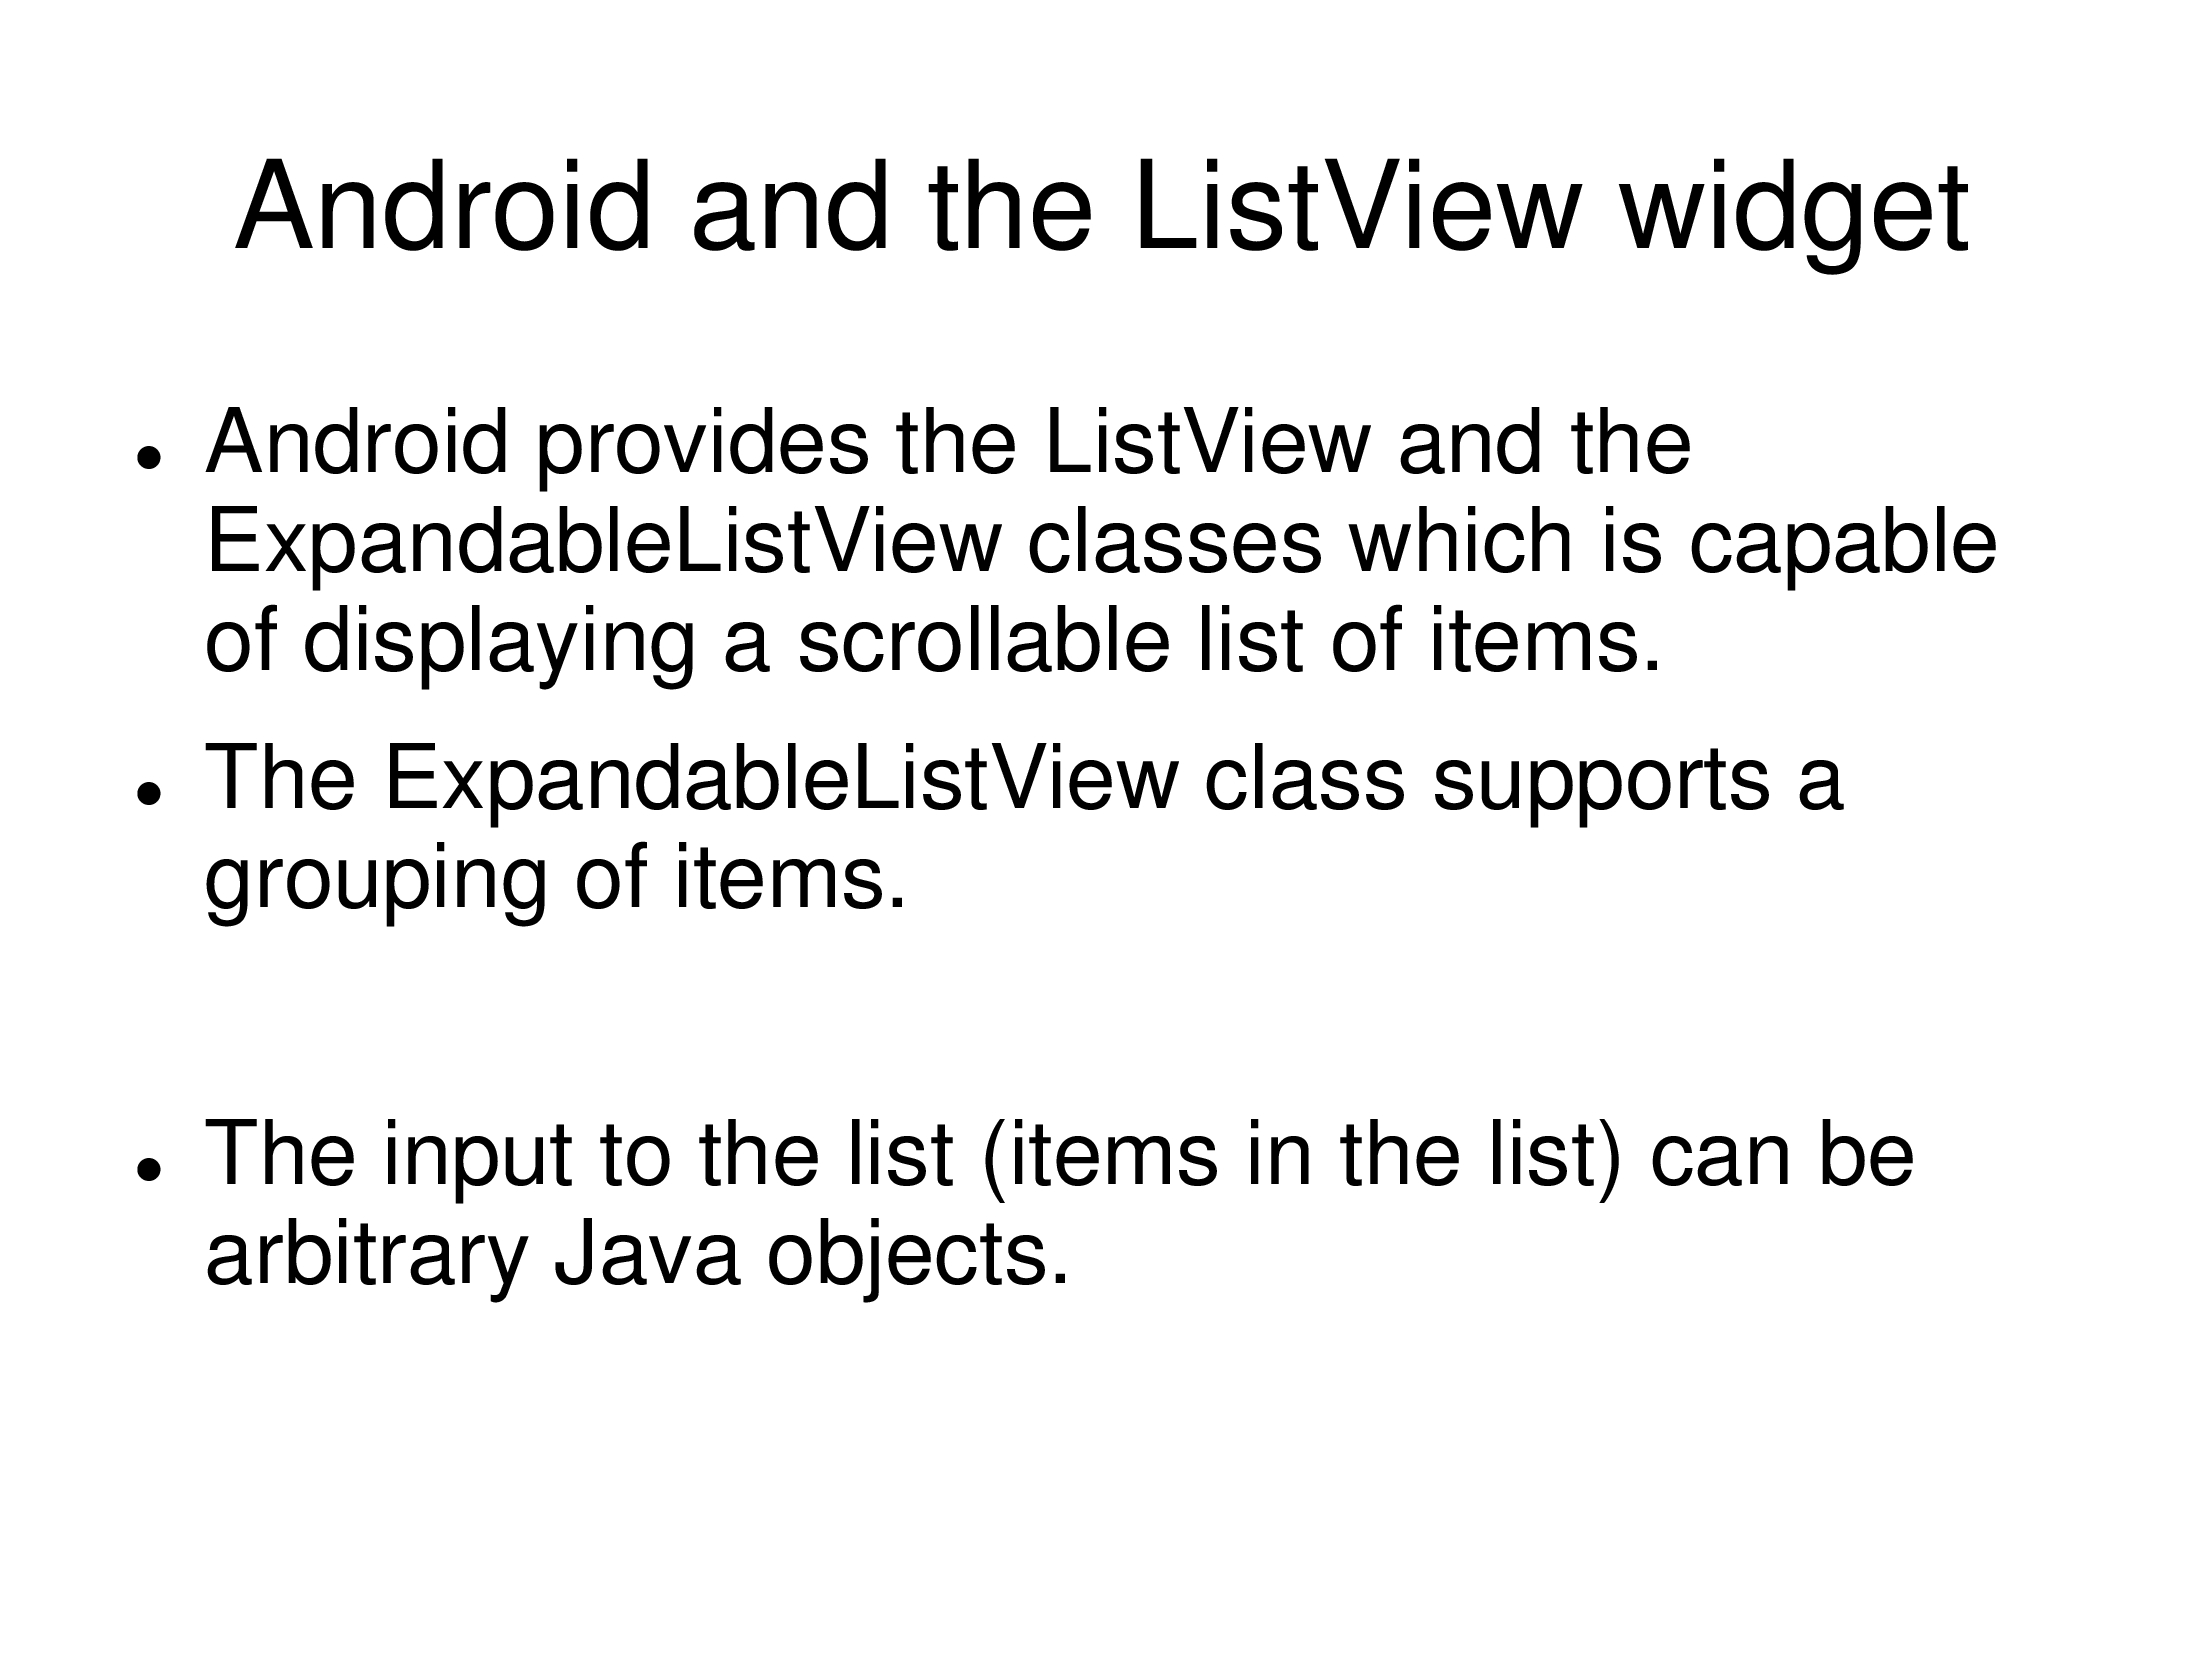 Android and the ListView widget
• Android provides the ListView and the
ExpandableListView classes which is capable
of displaying a scrollable list of items.
• The ExpandableListView class supports a
grouping of items.
• The input to the list (items in the list) can be
arbitrary Java objects.